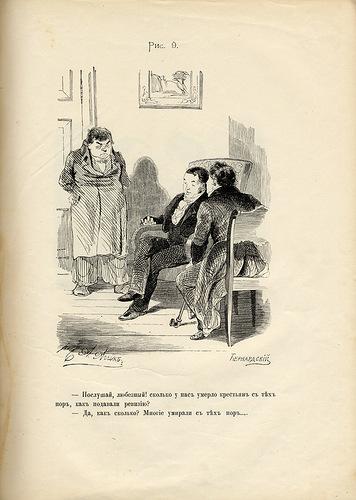 Рис. 9.
Бернардскій.
— Послушай, любезный! сколько у насъ умерло крестьянъ съ тѣхъ
поръ, какъ подавали ревизію?
— Да, какъ сколько? Многіе умирали съ тѣхъ поръ....